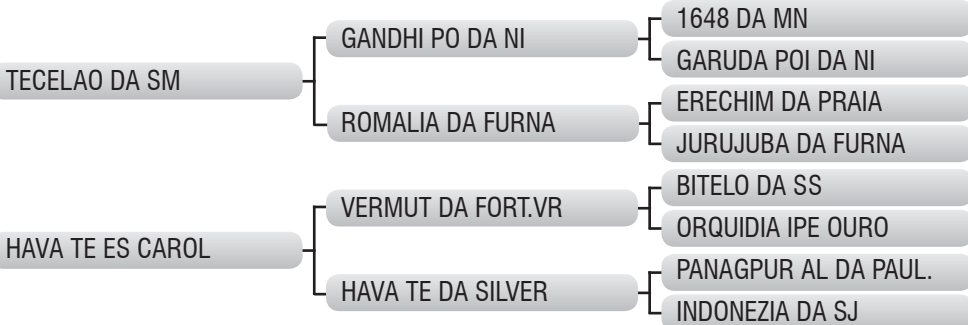 1648 DA MN
GANDHI PO DA NI
GARUDA POI DA NI
TECELAO DA SM
ERECHIM DA PRAIA
ROMALIA DA FURNA
JURUJUBA DA FURNA
BITELO DA SS
VERMUT DA FORT.VR
ORQUIDIA IPE OURO
HAVA TE ES CAROL
PANAGPUR AL DA PAUL.
HAVA TE DA SILVER
INDONEZIA DA SJ